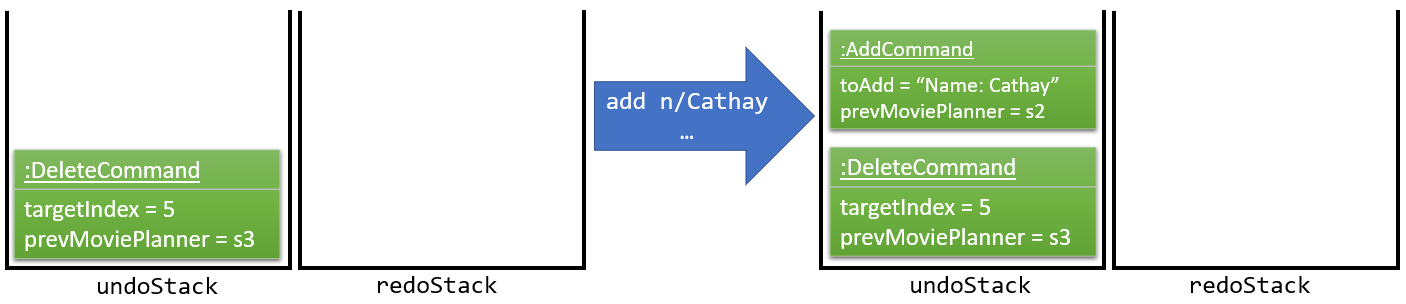 :DeleteCommand
targetIndex = 5
prevMoviePlanner = s3
undoStack
redoStack
add n/Cathay
…
:AddCommand
toAdd = “Name: Cathay”
prevMoviePlanner = s2
:DeleteCommand
targetIndex = 5
prevMoviePlanner = s3
undoStack
redoStack